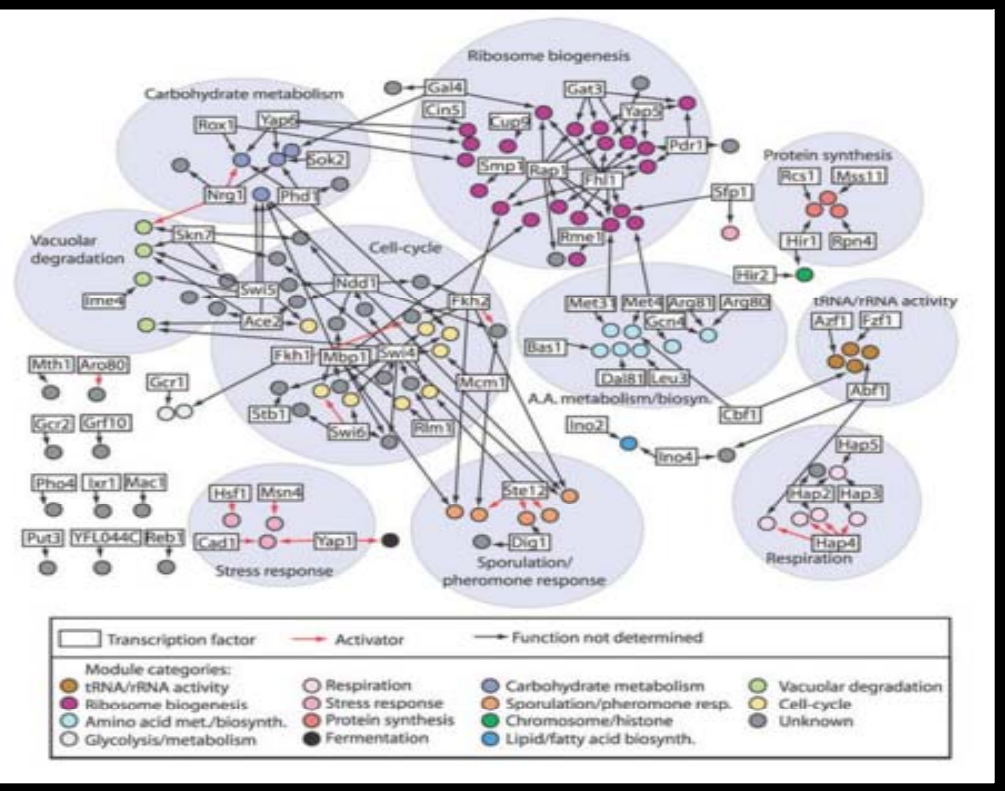 Ribosome biogenesis
Carbohydrate metabolism
Gal4
Gat3
Cin5
Yap5
Rox1
Yap6
Cup9
Pdr1
Sok2
Smp1
Rap1
Fhl1
Protein synthesis
Rcs1
Mss11
Nrg1
Phd1
Sfp1
Vacuolar
degradation
Skn7
Cell-cycle
Rme1
Hir1
Rpn4
Hir2
Swi5
Ndd1
Ime4
Fkh2
Met31
Met4
Arg81
Arg80
tRNA/rRNA activity
Ace2
Gcn4
Azf1
Fzf1
Fkh1
Mbp1
Swi4
Bas1
Mth1
Aro80
Gcr1
Mcm1
Dal81
Leu3
Abf1
A.A. metabolism/biosyn.
Stb1
Cbf1
Gcr2
Grf10
Swi6
Rlm1
Ino2
Ino4
Hap5
Pho4
Ixr1
Mac1
Hsf1
Msn4
Ste12
Hap2
Hap3
Put3
YFL044C
Reb1
Cad1
Yap1
Dig1
Hap4
Stress response
Sporulation/
pheromone response
Respiration
Transcription factor
Activator
Function not determined
Module categories:
tRNA/rRNA activity
Respiration
Carbohydrate metabolism
Vacuolar degradation
Ribosome biogenesis
Stress response
Sporulation/pheromone resp.
Cell-cycle
Amino acid met./biosynth.
Protein synthesis
Chromosome/histone
Unknown
Glycolysis/metabolism
Fermentation
Lipid/fatty acid biosynth.